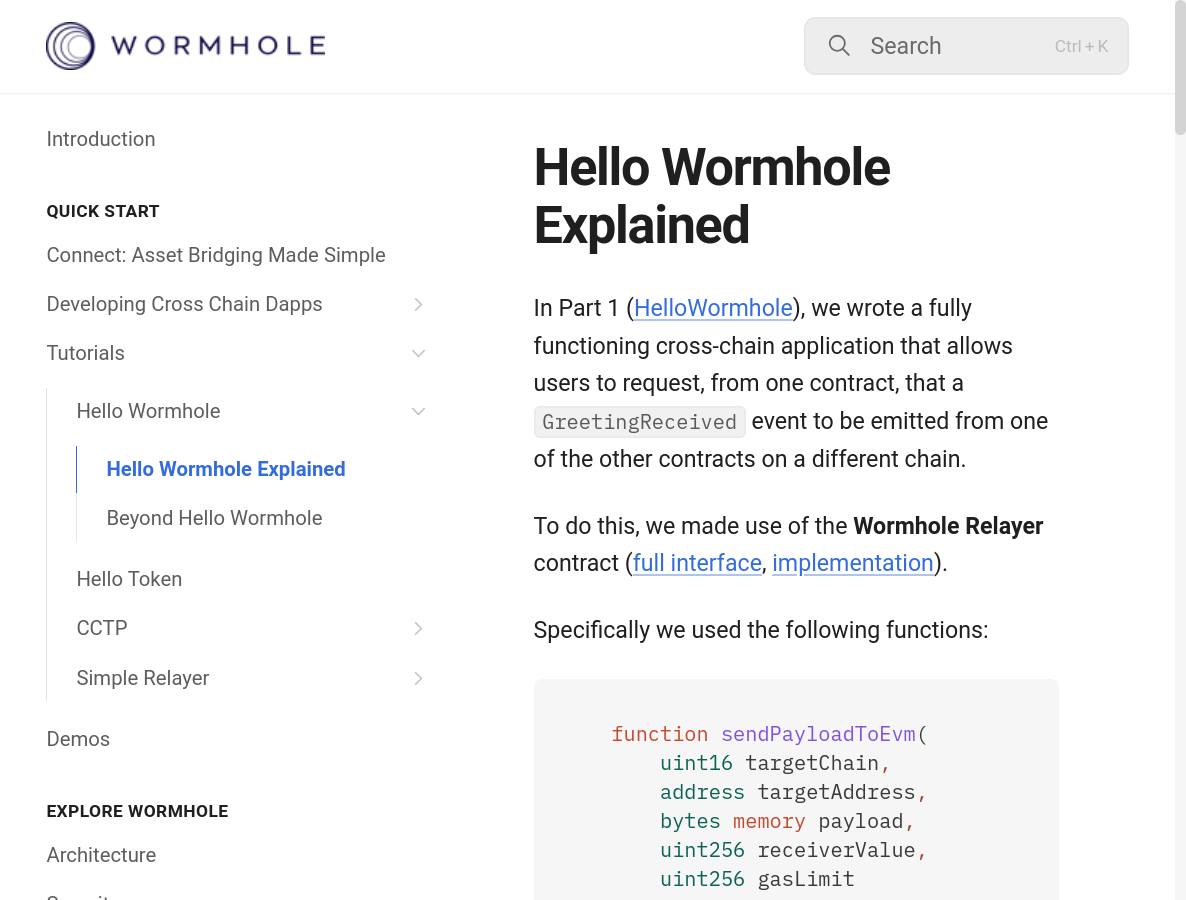 WORMHOLE
Search
Ctrl + K
Introduction
QUICK START
Connect: Asset Bridging Made Simple
Developing Cross Chain Dapps
Tutorials
Hello Wormhole
Hello Wormhole Explained
Beyond Hello Wormhole
Hello Token
CCTP
Simple Relayer
Demos
EXPLORE WORMHOLE
Architecture
Hello Wormhole
Explained
In Part 1 (HelloWormhole), we wrote a fully
functioning cross-chain application that allows
users to request, from one contract, that a
GreetingReceived event to be emitted from one
of the other contracts on a different chain.
To do this, we made use of the Wormhole Relayer
contract (full interface, implementation).
Specifically we used the following functions:
function sendPayloadToEvm(
uint16 targetChain,
address targetAddress,
bytes memory payload,
uint256 receiverValue,
uint256 gasLimit